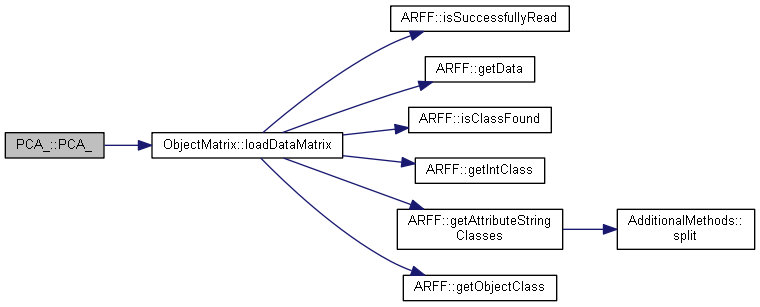 ARFF::isSuccessfullyRead
ARFF::getData
ARFF::isClassFound
PCA_::PCA_
ObjectMatrix::loadDataMatrix
ARFF::getIntClass
ARFF::getAttributeString
Classes
AdditionalMethods::
split
ARFF::getObjectClass